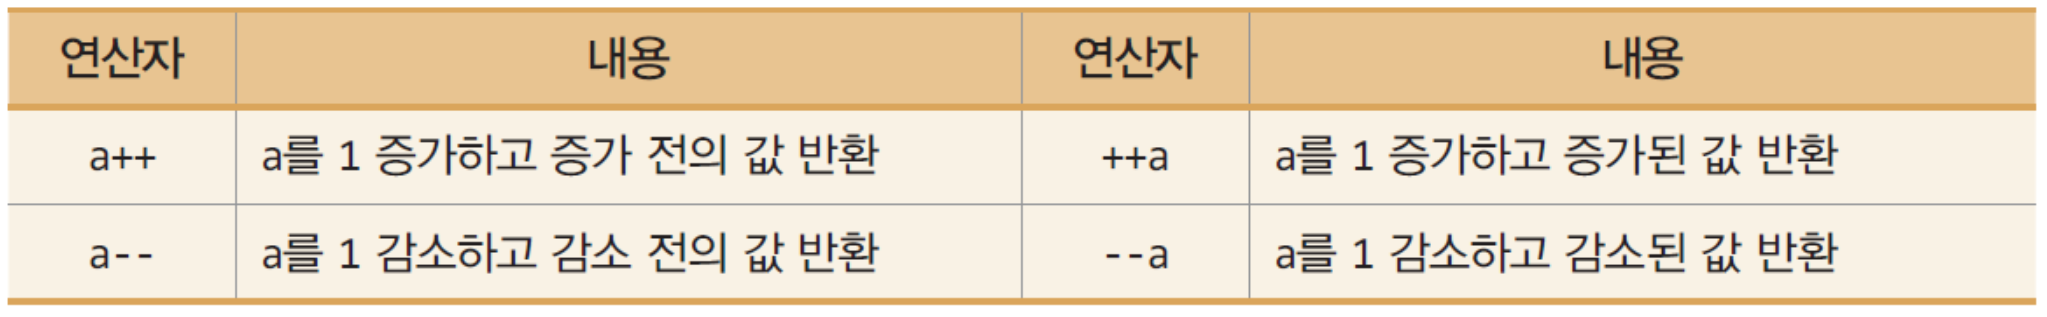 연산자 내용 연산자 내용
a++ a를 1 증가하고 증가 전의 값 반환 ++a a를 1 증가하고 증가된 값 반환
a-- a를 1 감소하고 감소 전의 값 반환 --a a를 1 감소하고 감소된 값 반환